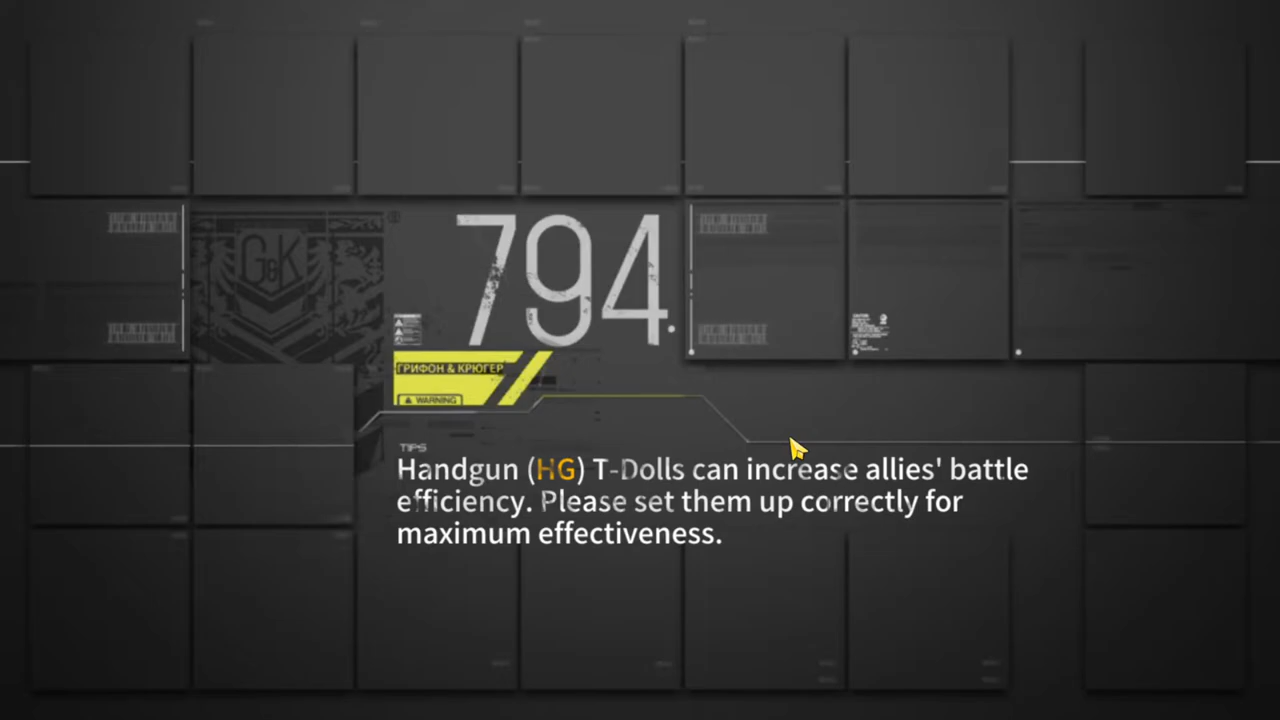 G&K
794.
ГРИФОН & КРЮГЕР
WARNING
TIPS
Handgun (HG) T-Dolls can increase allies' battle
efficiency. Please set them up correctly for
maximum effectiveness.